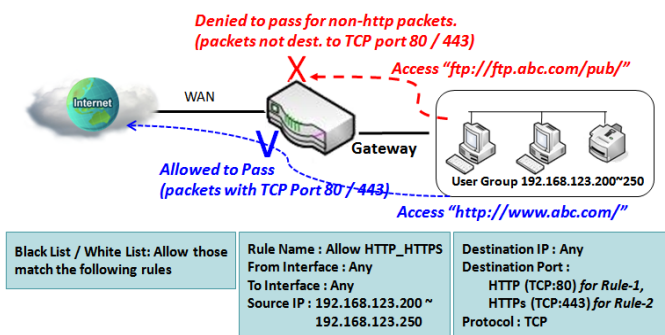 Denied to pass for non-http packets.
(packets not dest. to TCP port 80 / 443)
Access “ftp://ftp.abc.com/pub/”
X
Internet
WAN
Gateway
V
Allowed to Pass
(packets with TCP Port 80 / 443)
User Group 192.168.123.200~250
Access “http://www.abc.com/”
Black List / White List: Allow those
match the following rules
Rule Name : Allow HTTP_HTTPS
From Interface : Any
To Interface : Any
Source IP : 192.168.123.200 ~
192.168.123.250
Destination IP : Any
Destination Port :
HTTP (TCP:80) for Rule-1,
HTTPs (TCP:443) for Rule-2
Protocol : TCP